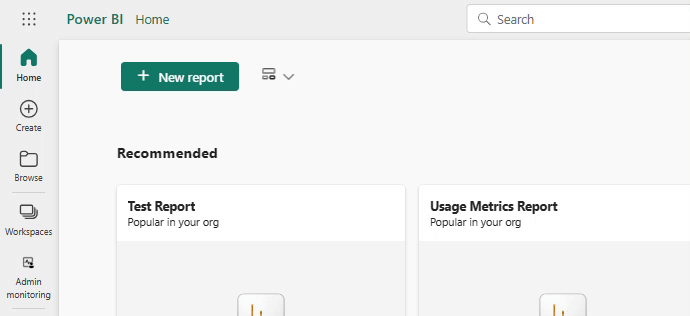 Power BI Home
Search
Home
Create
Browse
Workspaces
Admin
monitoring
+ New report
Recommended
Test Report
Popular in your org
Usage Metrics Report
Popular in your org